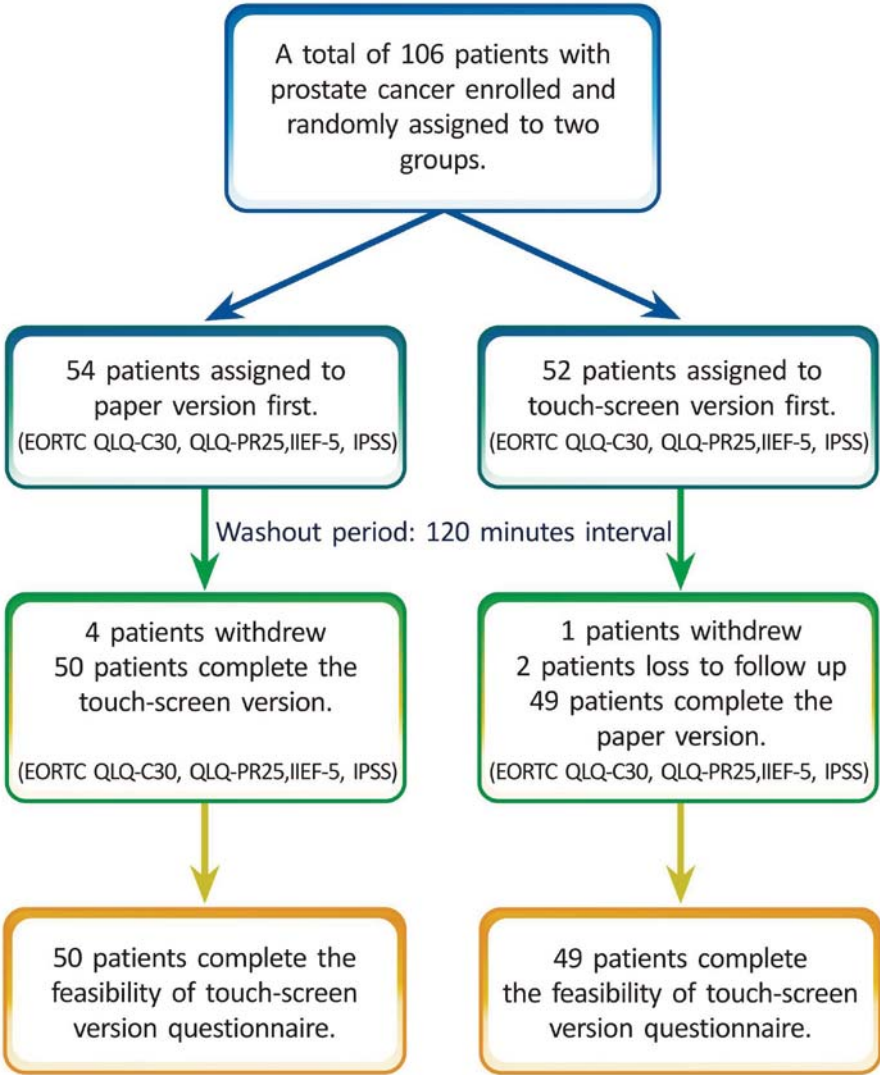 A total of 106 patients with
prostate cancer enrolled and
randomly assigned to two
groups.
54 patients assigned to
paper version first.
(EORTC QLQ-C30, QLQ-PR25,IIEF-5, IPSS)
52 patients assigned to
touch-screen version first.
(EORTC QLQ-C30, QLQ-PR25,IIEF-5, IPSS)
Washout period: 120 minutes interval
4 patients withdrew
50 patients complete the
touch-screen version.
(EORTC QLQ-C30, QLQ-PR25,IIEF-5, IPSS)
1 patients withdrew
2 patients loss to follow up
49 patients complete the
paper version.
(EORTC QLQ-C30, QLQ-PR25,IIEF-5, IPSS)
50 patients complete the
feasibility of touch-screen
version questionnaire.
49 patients complete
the feasibility of touch-screen
version questionnaire.